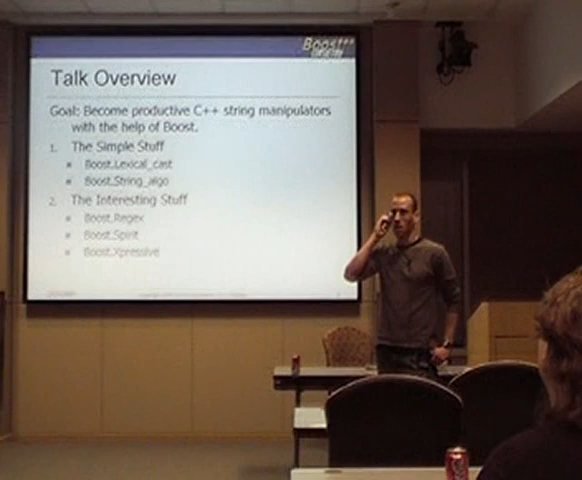 Boost
Talk Overview
Goal: Become productive C++ string manipulators
with the help of Boost.
1. The Simple Stuff
Boost.Lexical_cast
Boost.String_algo
2. The Interesting Stuff
Boost.Regex
Boost.Spirit
Boost.Xpressive